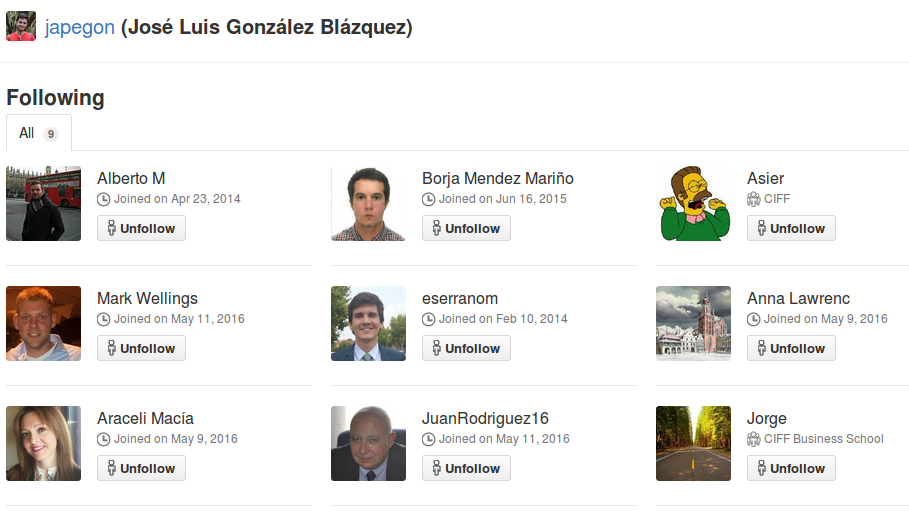 japegon (José Luis González Blázquez)
Following
All 9
Alberto M
Joined on Apr 23, 2014
Unfollow
Borja Mendez Mariño
Joined on Jun 16, 2015
Unfollow
Asier
CIFF
Unfollow
Mark Wellings
Joined on May 11, 2016
Unfollow
eserranom
Joined on Feb 10, 2014
Unfollow
Anna Lawrenc
Joined on May 9, 2016
Unfollow
Araceli Macía
Joined on May 9, 2016
Unfollow
JuanRodriguez16
Joined on May 11, 2016
Unfollow
Jorge
CIFF Business School
Unfollow